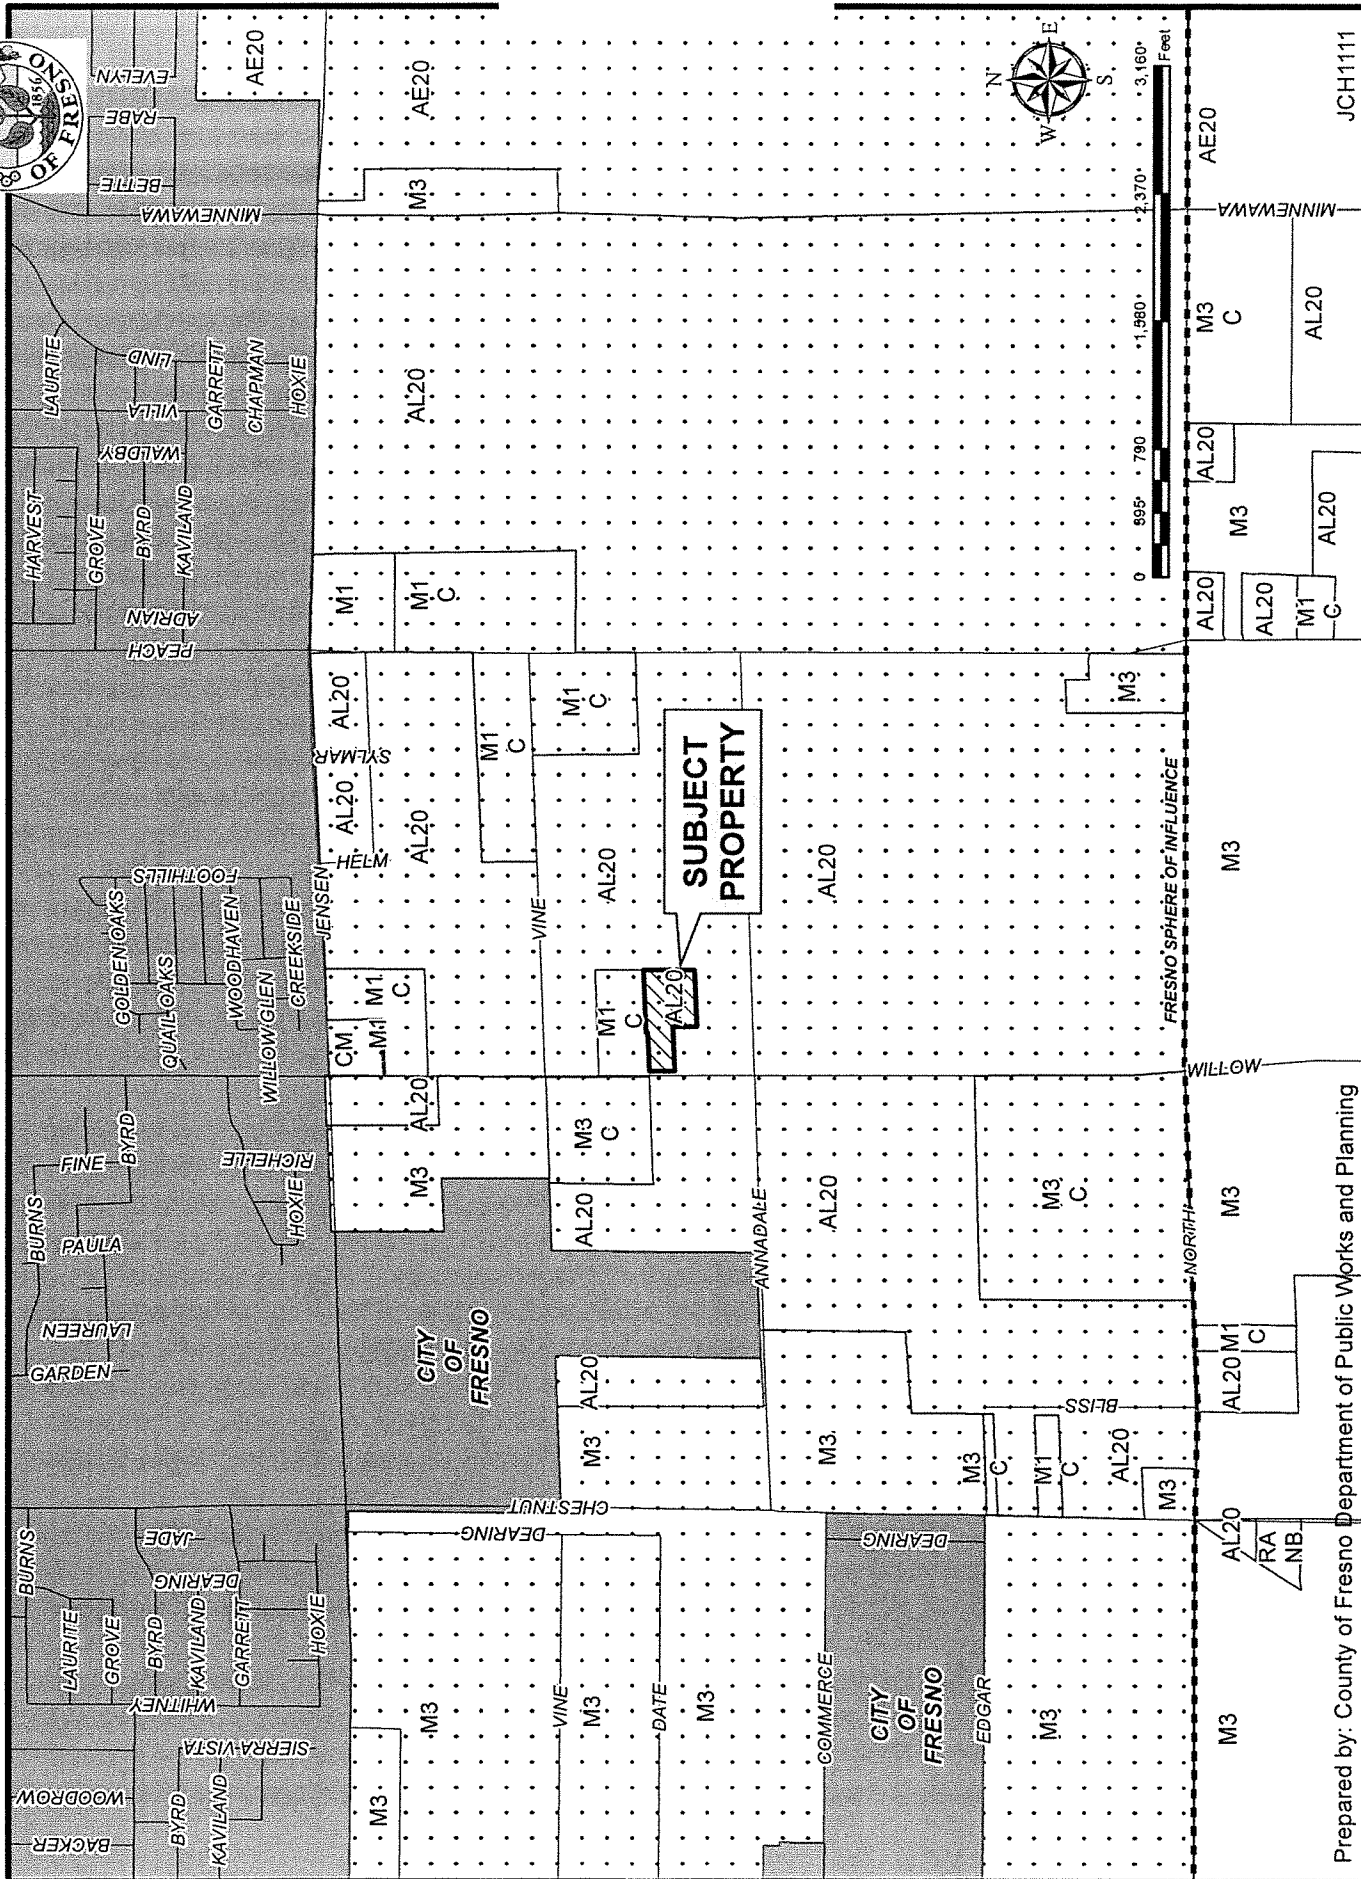 OF FRESNO
1856
BACKER
WOODROW
SIERRA VISTA
BYRD
KAVILAND
WHITNEY
BURNS
LAURITE
GROVE
BYRD
KAVILAND
GARRETT
DEARING
JADE
HOXIE
GARDEN
LAUREEN
PAULA
BURNS
FINE
BYRD
RICHELLE
HOXIE
GOLDEN OAKS
QUAIL OAKS
FOOTHILLS
WOODHAVEN
WILLOW GLEN
CREEKSIDE
JENSEN
PEACH
ADRIAN
HARVEST
GROVE
BYRD
KAVILAND
WALDBY
VILLA
LIND
LAURITE
GARRETT
CHAPMAN
HOXIE
MINNEWAWA
BETTE
RABE
EVELYN
AE20
AE20
M3
AL20
M1
M1
C
AL20
SYLMAR
AL20
HELM
AL20
M1
C
M1
C
CM
M1
M1
C
AL20
M3
CITY
OF
FRESNO
M3
M3
VINE
M3
DATE
M3
DEARING
CHESTNUT
M3
AL20
AL20
M3
C
VINE
M1
C
AL20
AL20
SUBJECT
PROPERTY
ANNADALE
AL20
AL20
M3
COMMERCE
CITY
OF
FRESNO
DEARING
EDGAR
M3
M3
C
M1
C
BLISS
AL20
M3
M3
C
M3
FRESNO SPHERE OF INFLUENCE
NORTH
WILLOW
N
E
S
W
0
395
790
1,580
2,370
3,160
Feet
M3
AL20
RA
NB
AL20
M1
C
M3
M3
AL20
AL20
M1
C
M3
AL20
AL20
M3
C
AL20
MINNEWAWA
AE20
Prepared by: County of Fresno Department of Public Works and Planning
JCH1111